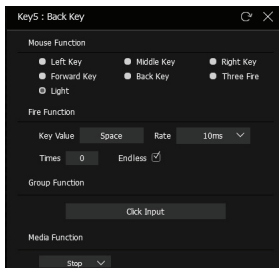 Key5 : Back Key
Mouse Function
Left Key Middle Key Right Key
Forward Key Back Key Three Fire
Light
Fire Function
Key Value Space Rate 10ms
Times 0 Endless
Group Function
Click Input
Media Function
Stop